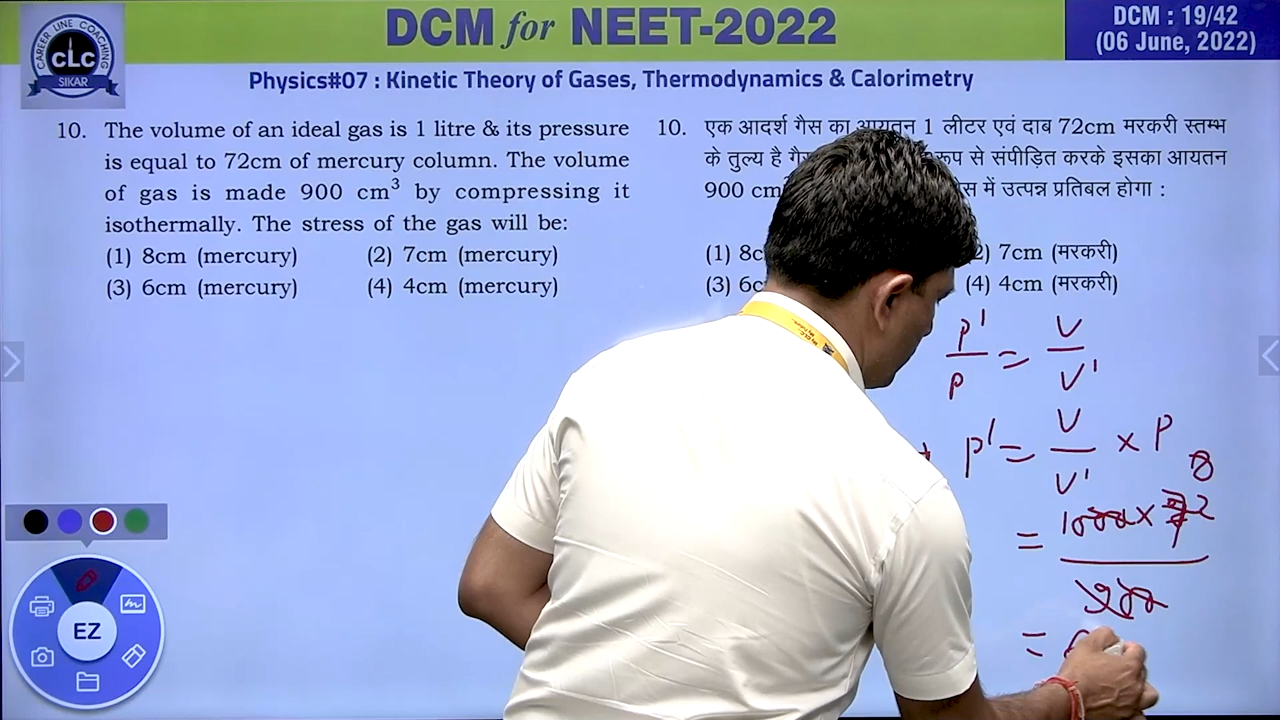 CAREER LINE COACHING
CLC
SIKAR
DCM for NEET-2022
DCM : 19/42
(06 June, 2022)
Physics#07 : Kinetic Theory of Gases, Thermodynamics & Calorimetry
10. The volume of an ideal gas is 1 litre & its pressure
is equal to 72cm of mercury column. The volume
of gas is made 900 cm³ by compressing it
isothermally. The stress of the gas will be:
(1) 8cm (mercury) (2) 7cm (mercury)
(3) 6cm (mercury) (4) 4cm (mercury)
10. एक आदर्श गैस का आयतन 1 लीटर एवं दाब 72cm मरकरी स्तम्भ
के तुल्य है रूप से संपीड़ित करके इसका आयतन
900 में उत्पन्न प्रतिबल होगा :
(1) 2) 7cm (मरकरी)
(3) (4) 4cm (मरकरी)
P'/P = V/V'
P' = V/V' × P
8
=
=
EZ